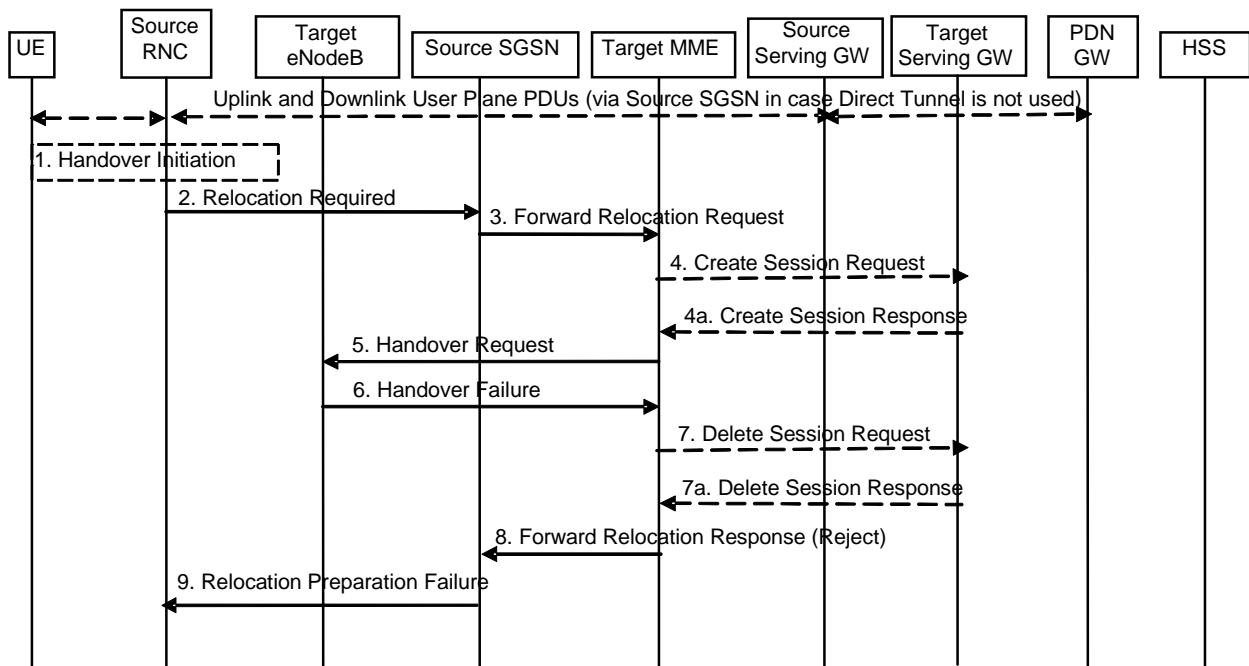 UE
Source
RNC
Target
eNodeB
Source SGSN
Target MME
Source
Serving GW
Target
Serving GW
PDN
GW
HSS
Uplink and Downlink User Plane PDUs (via Source SGSN in case Direct Tunnel is not used)
1. Handover Initiation
2. Relocation Required
3. Forward Relocation Request
4. Create Session Request
4a. Create Session Response
5. Handover Request
6. Handover Failure
7. Delete Session Request
7a. Delete Session Response
8. Forward Relocation Response (Reject)
9. Relocation Preparation Failure